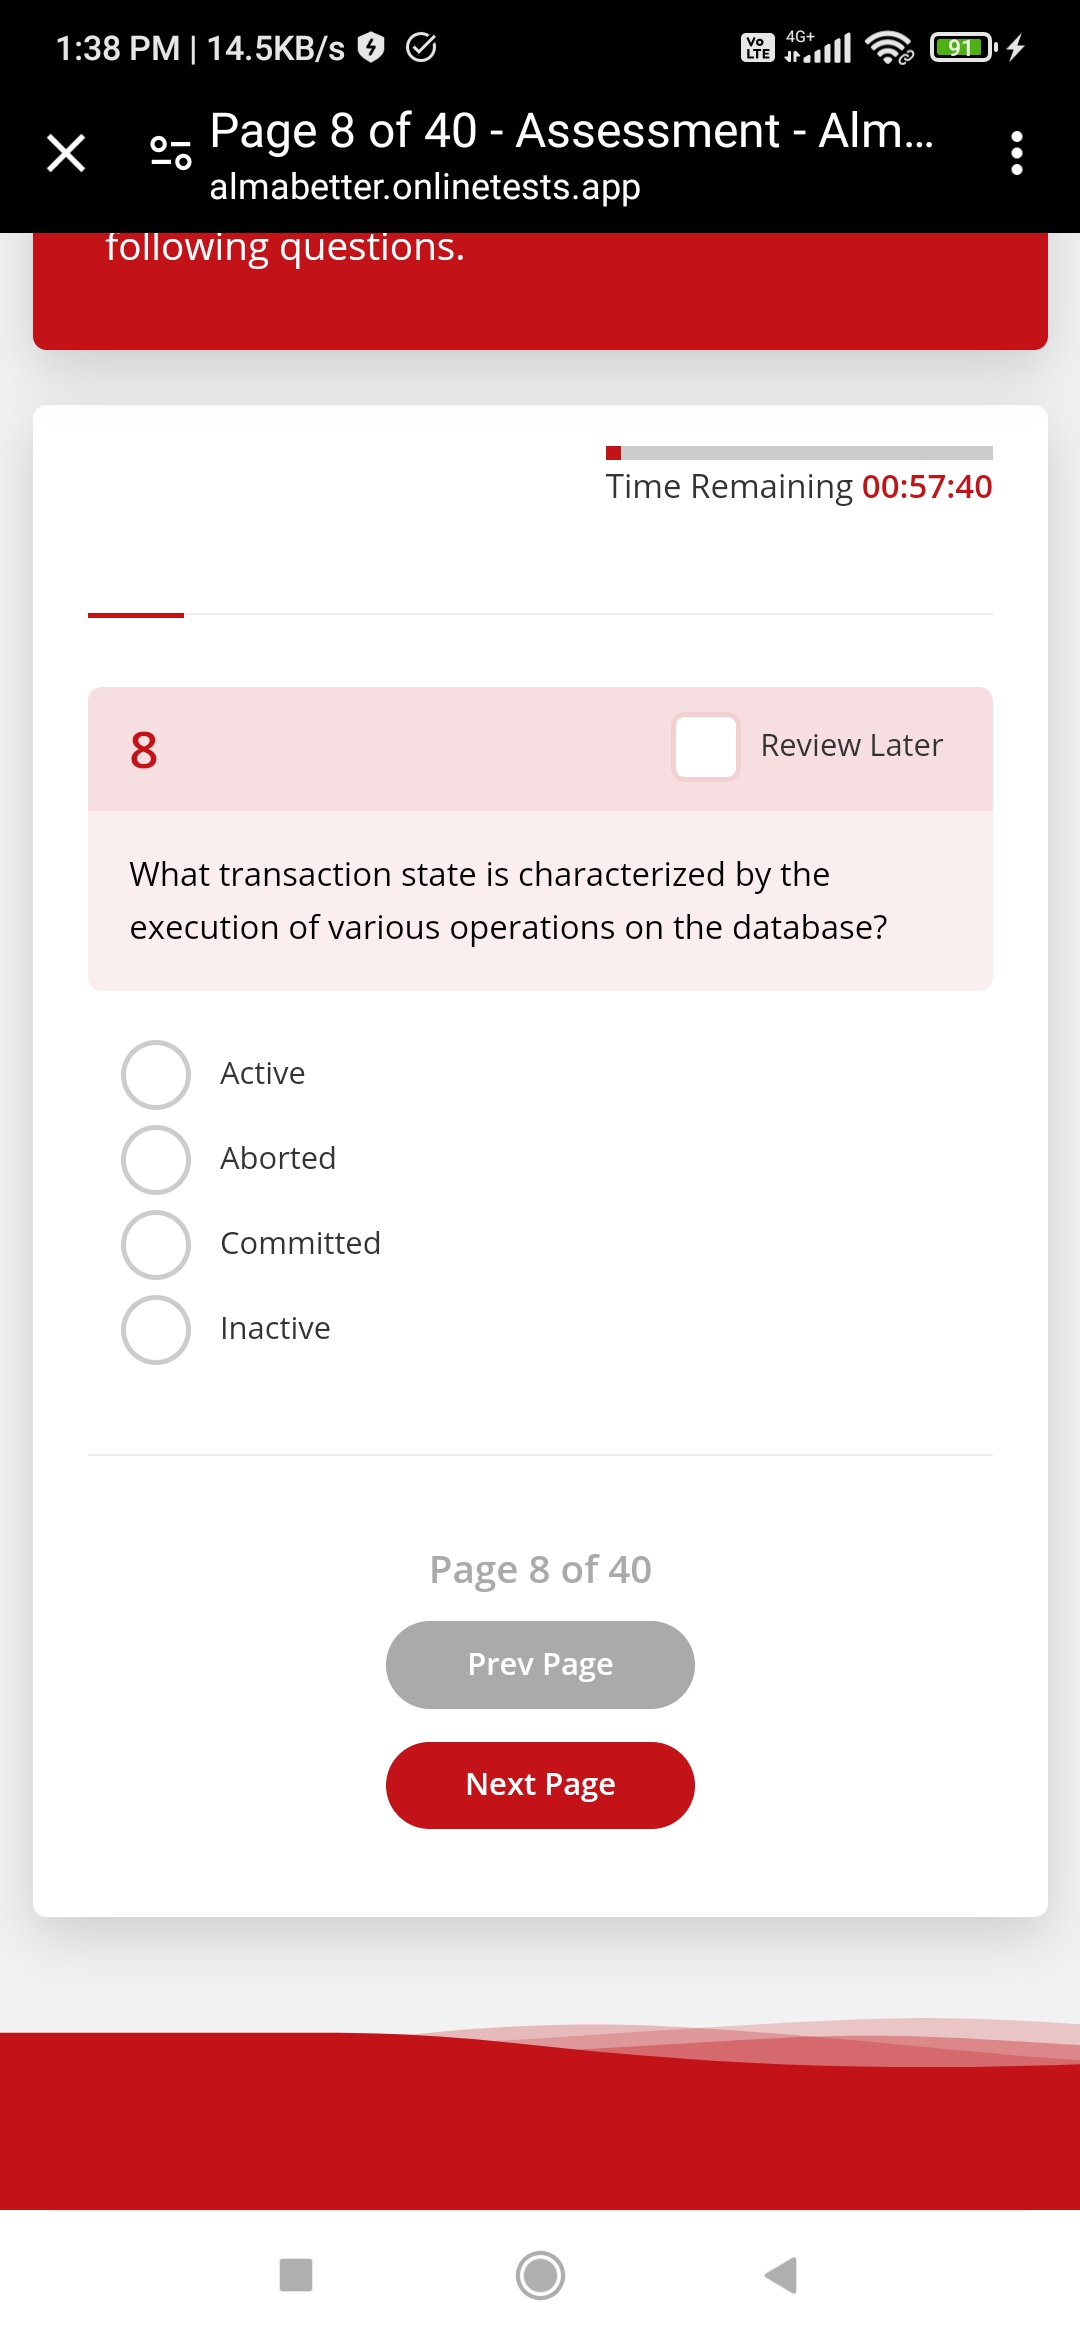 1:38 PM | 14.5KB/s
Vo LTE 4G+ 91
Page 8 of 40 - Assessment - Alm...
almabetter.onlinetests.app
following questions.
Time Remaining 00:57:40
8
Review Later
What transaction state is characterized by the
execution of various operations on the database?
Active
Aborted
Committed
Inactive
Page 8 of 40
Prev Page
Next Page